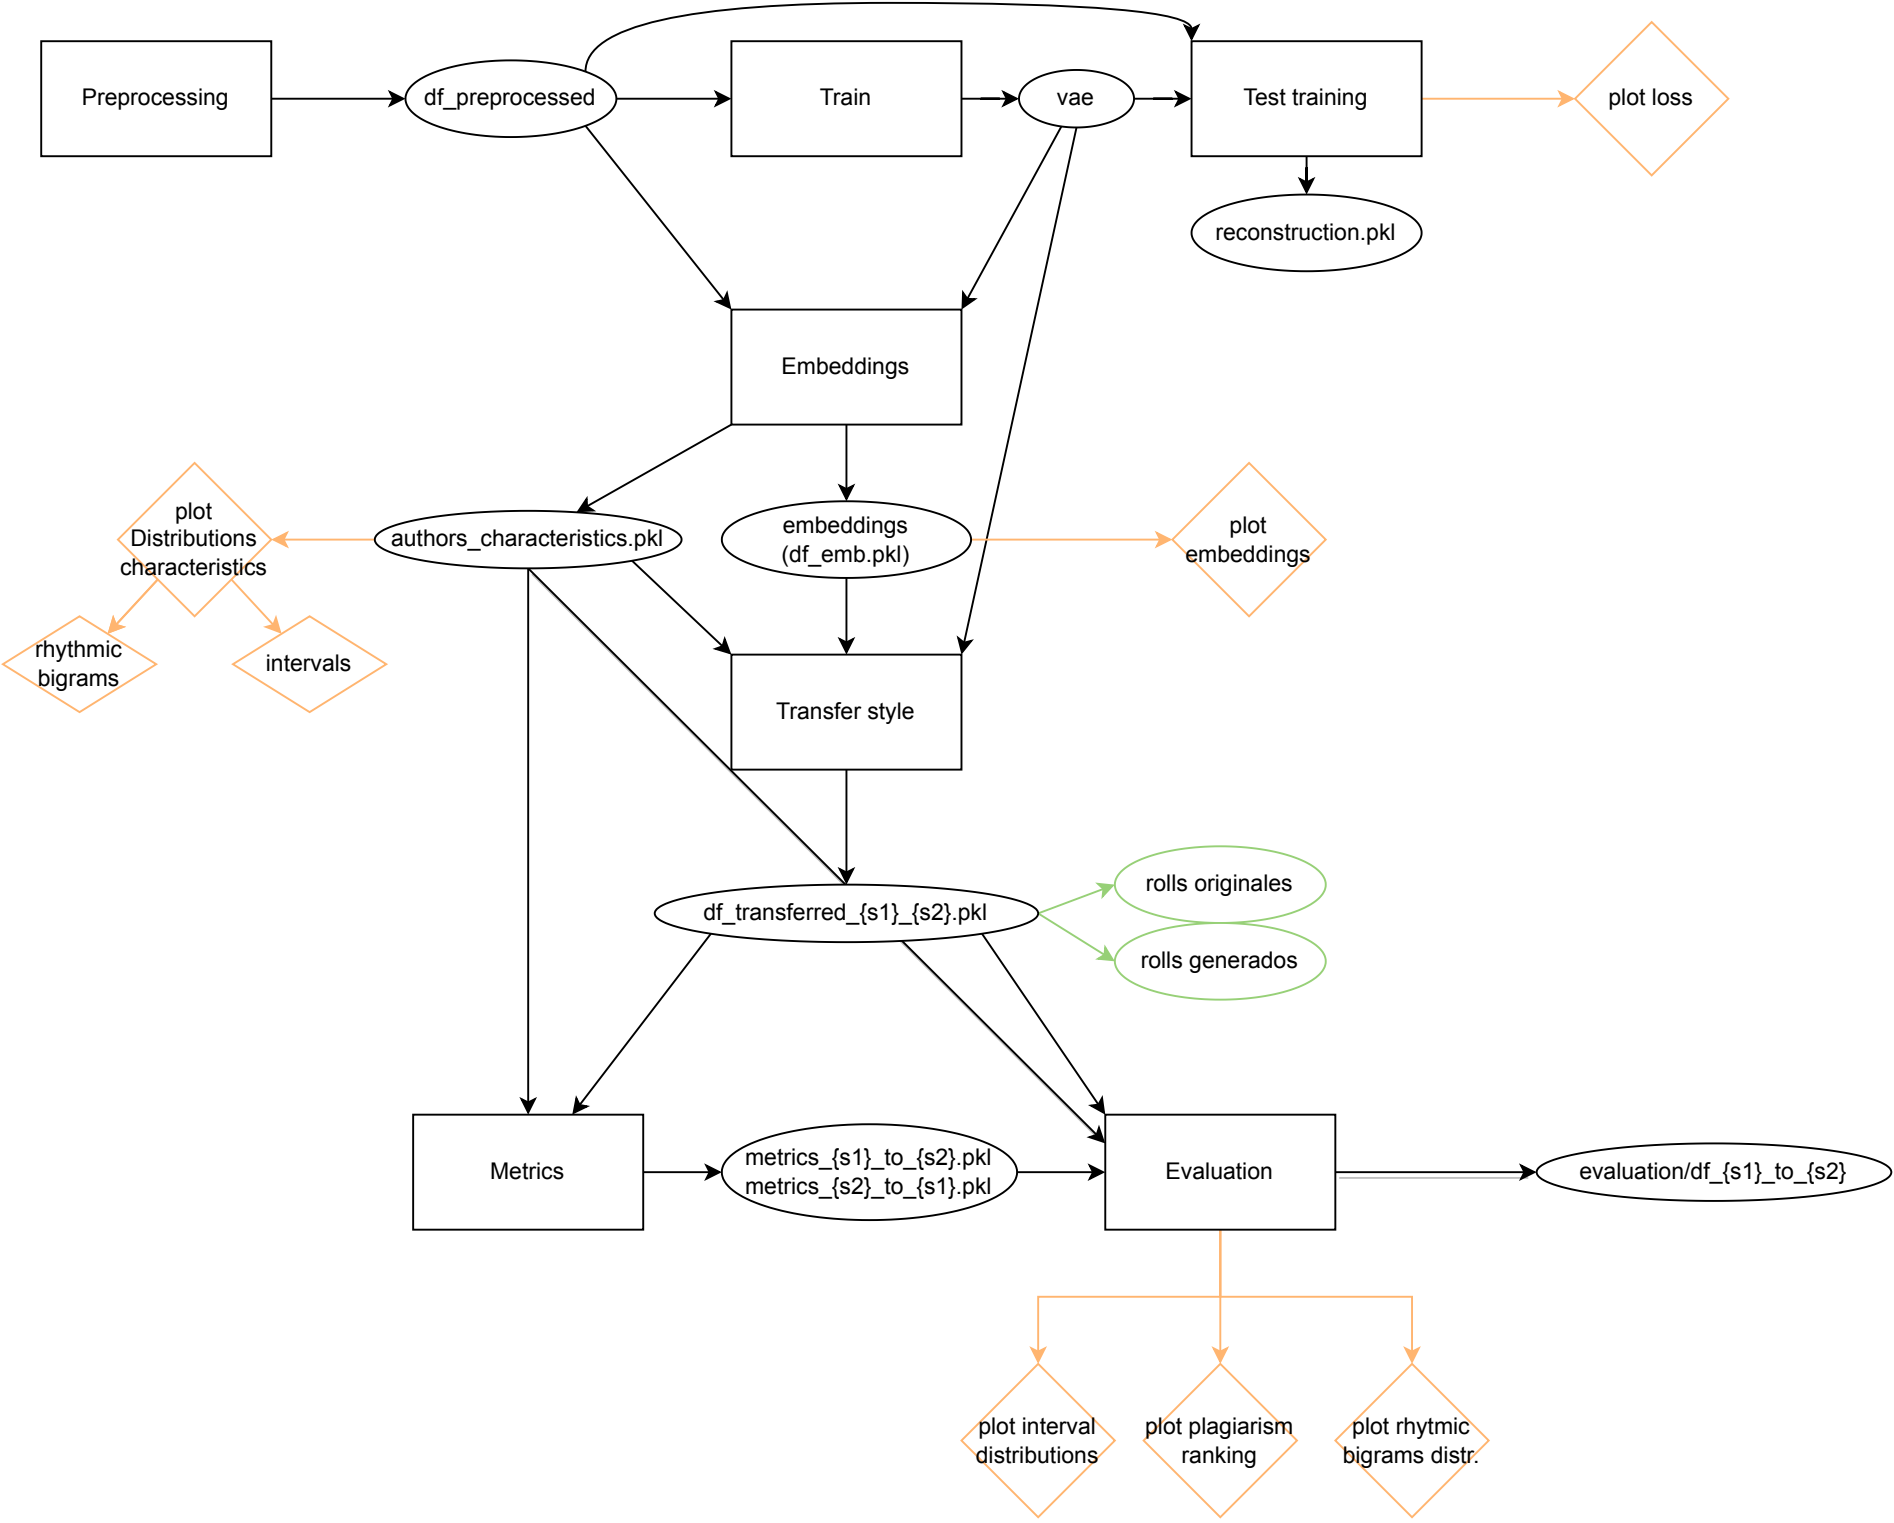 Preprocessing
df_preprocessed
Train
vae
Test training
plot loss
reconstruction.pkl
Embeddings
plot
Distributions
characteristics
authors_characteristics.pkl
embeddings
(df_emb.pkl)
plot
embeddings
rhythmic
bigrams
intervals
Transfer style
rolls originales
df_transferred_{s1}_{s2}.pkl
rolls generados
Metrics
metrics_{s1}_to_{s2}.pkl
metrics_{s2}_to_{s1}.pkl
Evaluation
evaluation/df_{s1}_to_{s2}
plot interval
distributions
plot plagiarism
ranking
plot rhytmic
bigrams distr.